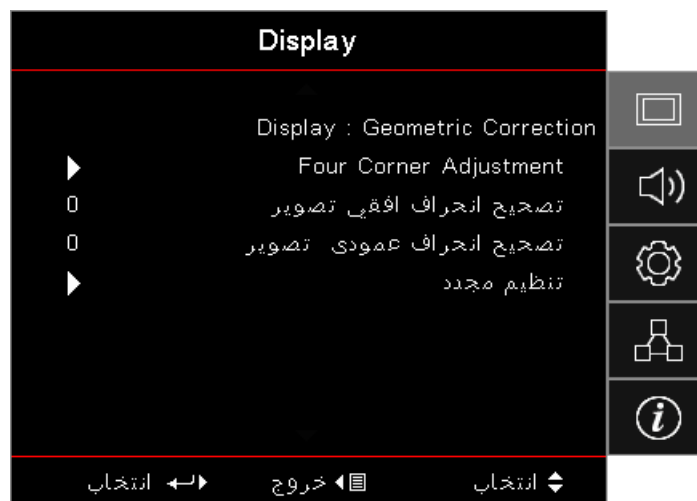 Display
Display : Geometric Correction
Four Corner Adjustment
تصحیح انحراف افقی تصویر 0
تصحیح انحراف عمودی تصویر 0
تنظیم مجدد
انتخاب خروج انتخاب